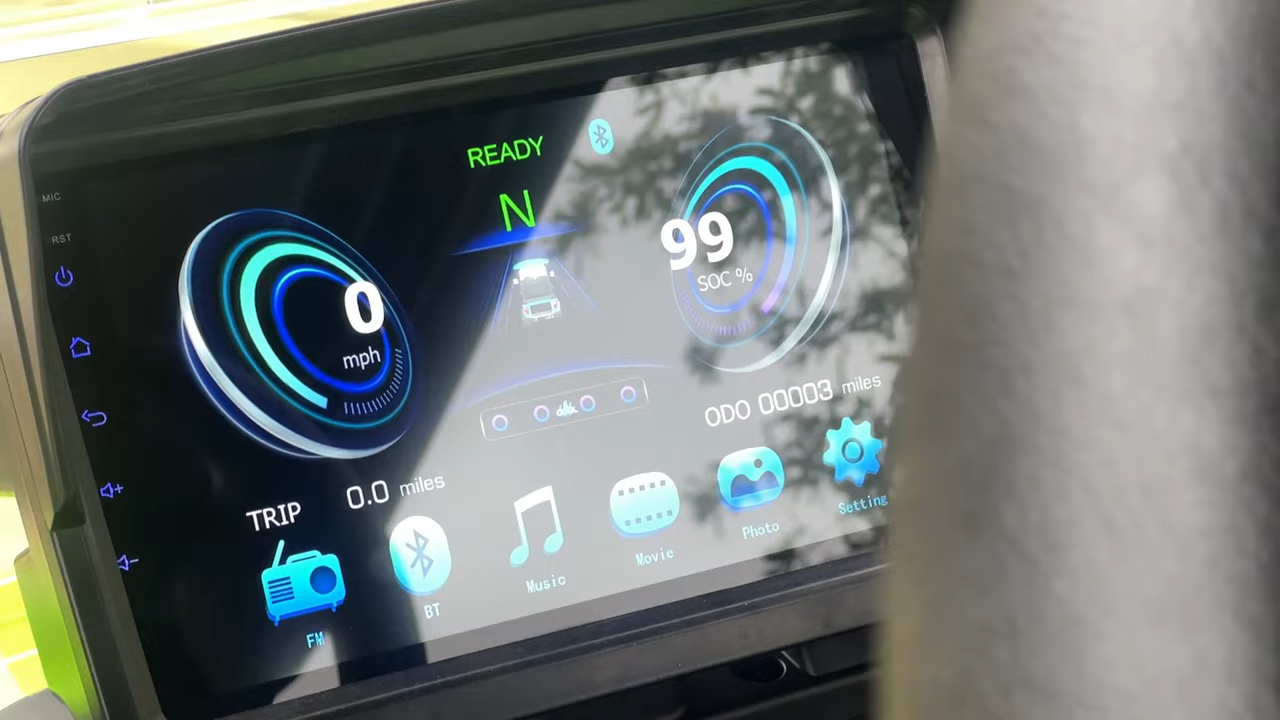 MIC
RST
READY
N
0
mph
99
SOC %
ODO 00003 miles
TRIP 0.0 miles
FM
BT
Music
Movie
Photo
Setting